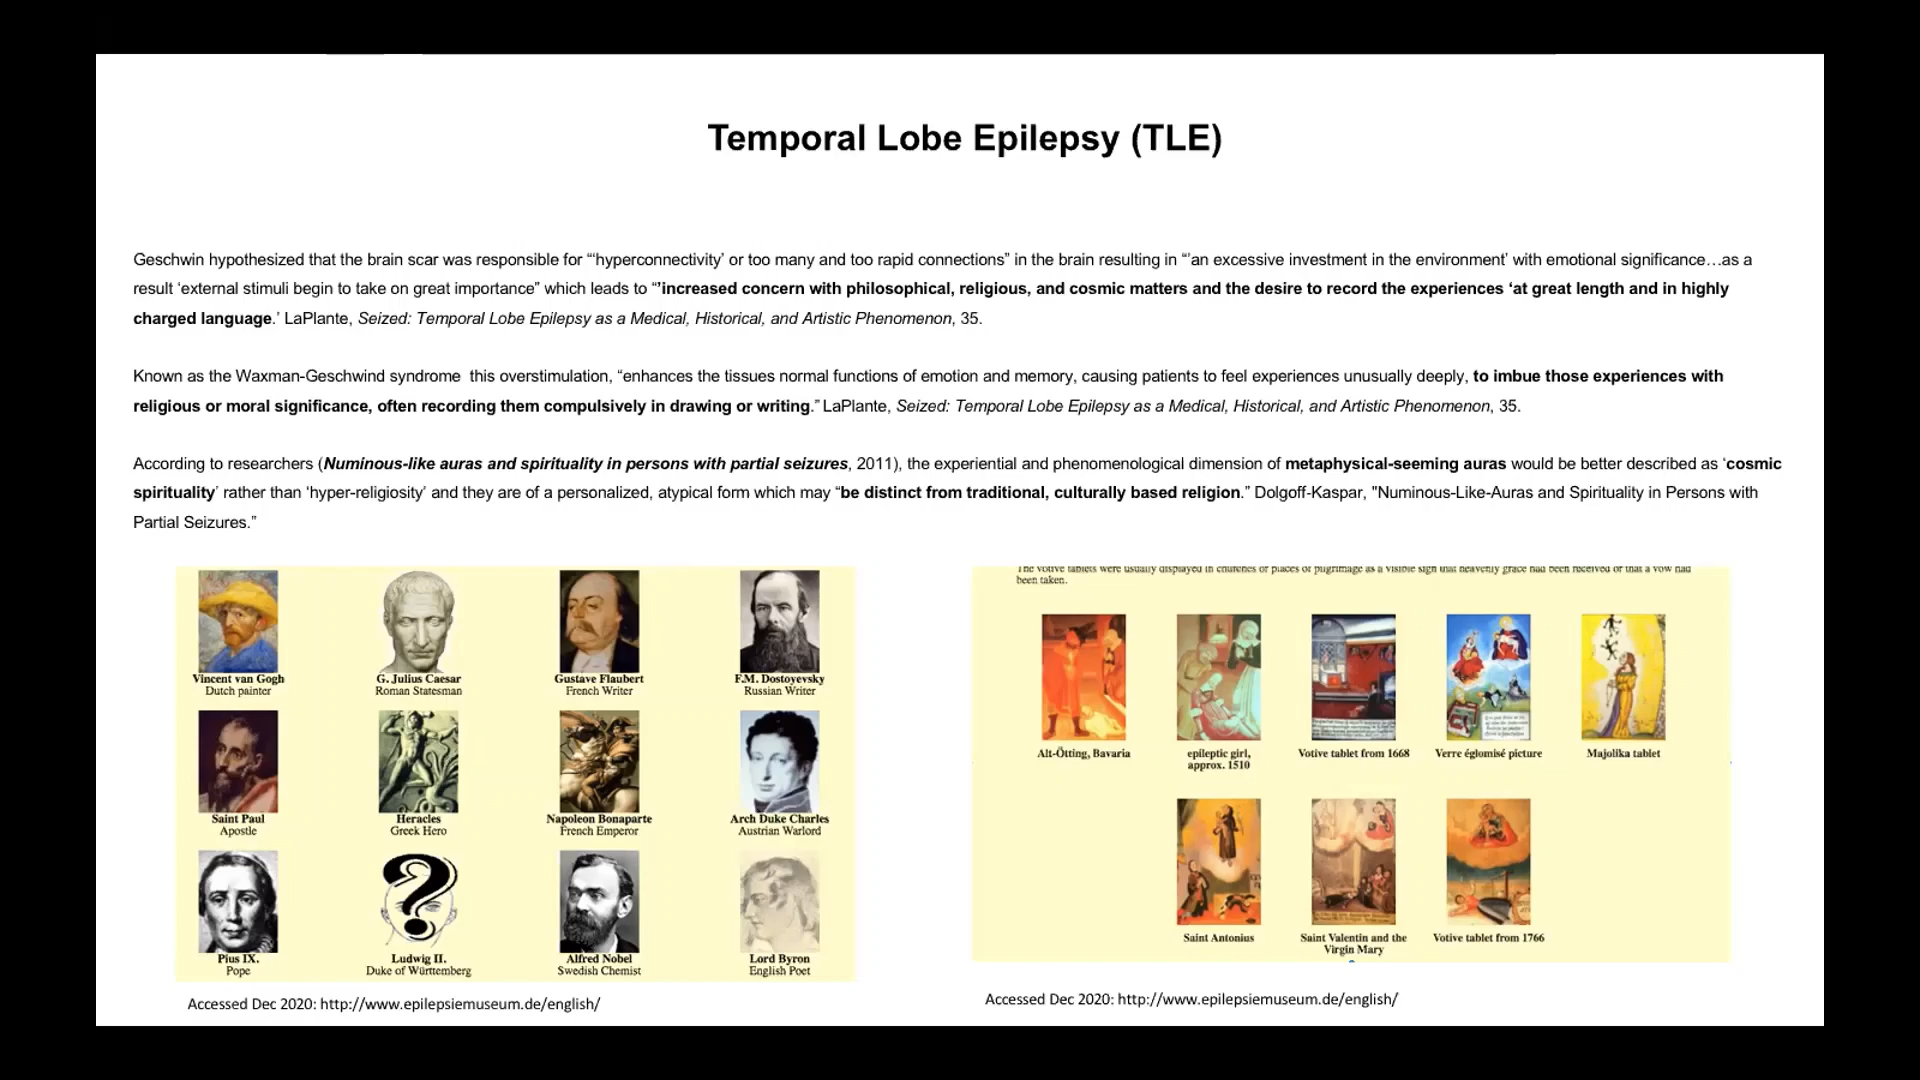 Temporal Lobe Epilepsy (TLE)
Geschwin hypothesized that the brain scar was responsible for “‘hyperconnectivity’ or too many and too rapid connections” in the brain resulting in “’an excessive investment in the environment’ with emotional significance…as a
result ‘external stimuli begin to take on great importance” which leads to “’increased concern with philosophical, religious, and cosmic matters and the desire to record the experiences ‘at great length and in highly
charged language.’ LaPlante, Seized: Temporal Lobe Epilepsy as a Medical, Historical, and Artistic Phenomenon, 35.
Known as the Waxman-Geschwind syndrome  this overstimulation, “enhances the tissues normal functions of emotion and memory, causing patients to feel experiences unusually deeply, to imbue those experiences with
religious or moral significance, often recording them compulsively in drawing or writing.” LaPlante, Seized: Temporal Lobe Epilepsy as a Medical, Historical, and Artistic Phenomenon, 35.
According to researchers (Numinous-like auras and spirituality in persons with partial seizures, 2011), the experiential and phenomenological dimension of metaphysical-seeming auras would be better described as ‘cosmic
spirituality’ rather than ‘hyper-religiosity’ and they are of a personalized, atypical form which may “be distinct from traditional, culturally based religion.” Dolgoff-Kaspar, "Numinous-Like-Auras and Spirituality in Persons with
Partial Seizures.”
Vincent van Gogh
Dutch painter
G. Julius Caesar
Roman Statesman
Gustave Flaubert
French Writer
F.M. Dostoyevsky
Russian Writer
Saint Paul
Apostle
Heracles
Greek Hero
Napoleon Bonaparte
French Emperor
Arch Duke Charles
Austrian Warlord
Pius IX.
Pope
Ludwig II.
Duke of Württemberg
Alfred Nobel
Swedish Chemist
Lord Byron
English Poet
Accessed Dec 2020: http://www.epilepsiemuseum.de/english/
The votive tablets were usually displayed in churches or places of pilgrimage as a visible sign that heavenly grace had been received or that a vow had
been taken.
Alt-Ötting, Bavaria
epileptic girl,
approx. 1510
Votive tablet from 1668
Verre églomisé picture
Majolika tablet
Saint Antonius
Saint Valentin and the
Virgin Mary
Votive tablet from 1766
Accessed Dec 2020: http://www.epilepsiemuseum.de/english/